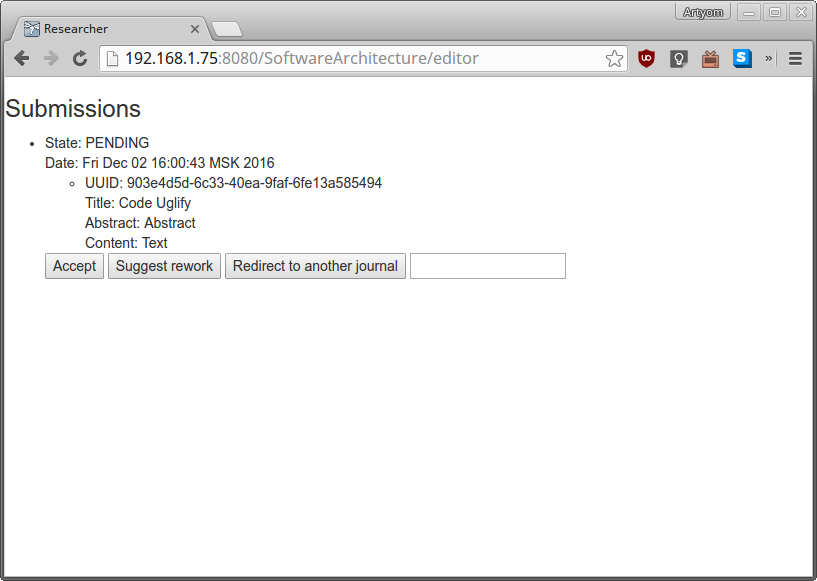 Artyom
Researcher
192.168.1.75:8080/SoftwareArchitecture/editor
Submissions
State: PENDING
Date: Fri Dec 02 16:00:43 MSK 2016
UUID: 903e4d5d-6c33-40ea-9faf-6fe13a585494
Title: Code Uglify
Abstract: Abstract
Content: Text
Accept Suggest rework Redirect to another journal